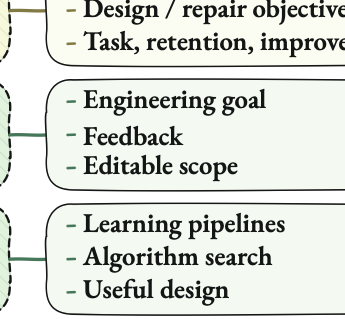 - Design / repair objective
- Task, retention, improve
- Engineering goal
- Feedback
- Editable scope
- Learning pipelines
- Algorithm search
- Useful design